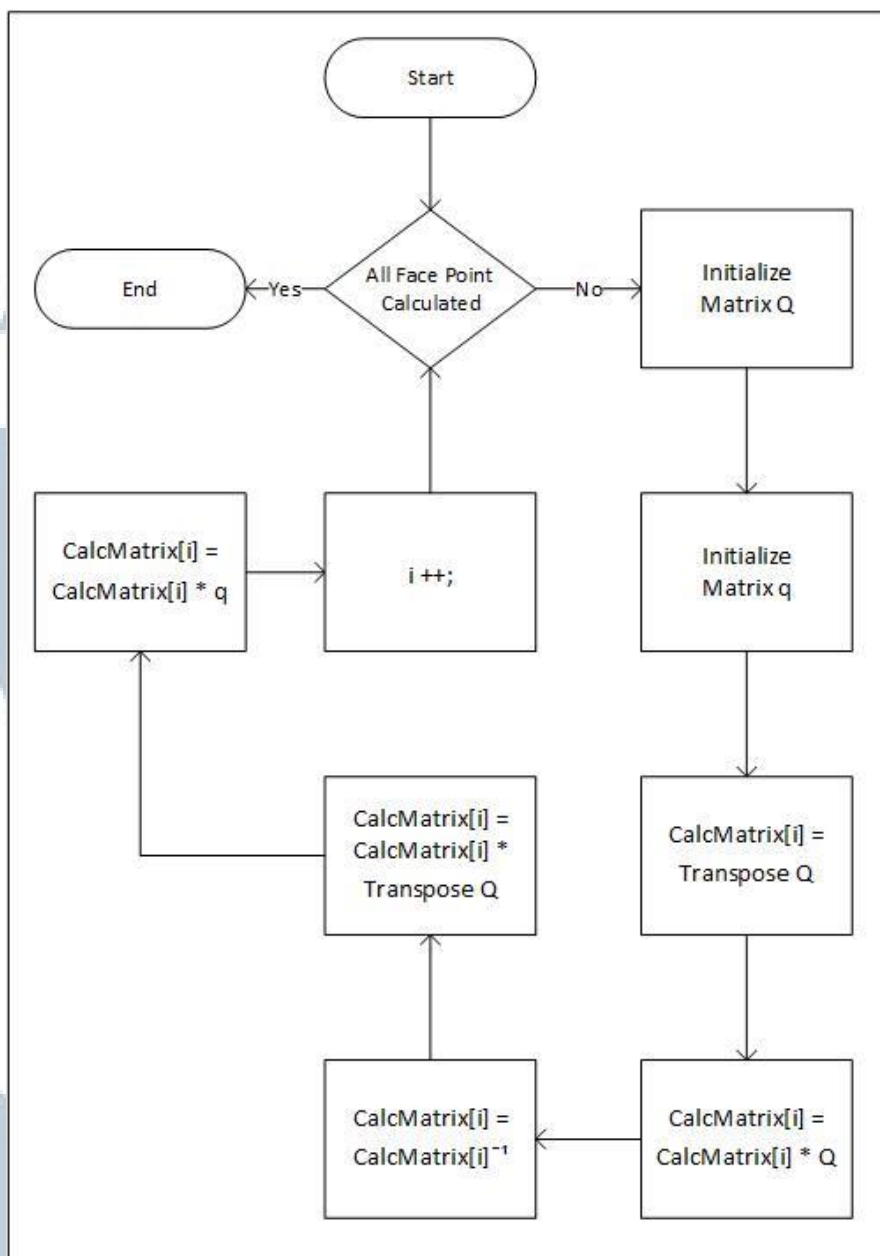 Start
All Face Point
Calculated
Yes
End
No
Initialize
Matrix Q
Initialize
Matrix q
CalcMatrix[i] =
Transpose Q
CalcMatrix[i] =
CalcMatrix[i] * Q
CalcMatrix[i] =
CalcMatrix[i]⁻¹
CalcMatrix[i] =
CalcMatrix[i] *
Transpose Q
CalcMatrix[i] =
CalcMatrix[i] * q
i ++;